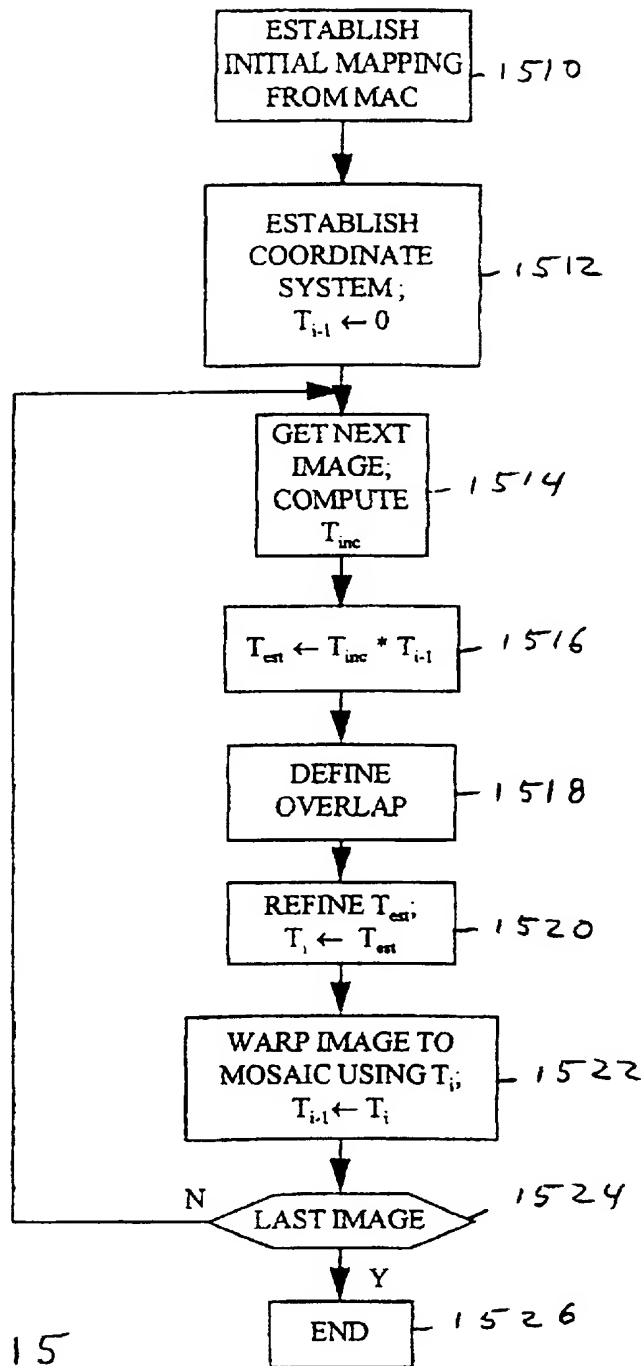 ESTABLISH
INITIAL MAPPING
FROM MAC
1510
ESTABLISH
COORDINATE
SYSTEM;
T_{i-1} ← 0
1512
GET NEXT
IMAGE;
COMPUTE
T_{inc}
1514
T_{est} ← T_{inc} * T_{i-1}
1516
DEFINE
OVERLAP
1518
REFINE T_{est};
T_i ← T_{est}
1520
WARP IMAGE TO
MOSAIC USING T_i;
T_{i-1} ← T_i
1522
N
LAST IMAGE
1524
Y
END
1526
15